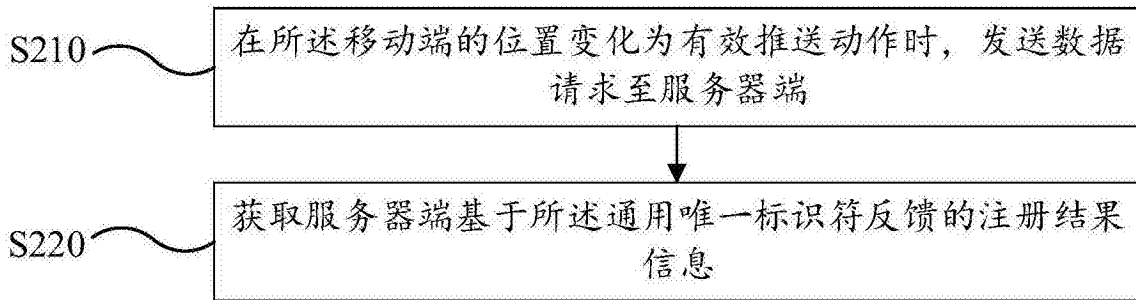 S210
在所述移动端的位置变化为有效推送动作时，发送数据
请求至服务器端
S220
获取服务器端基于所述通用唯一标识符反馈的注册结果
信息